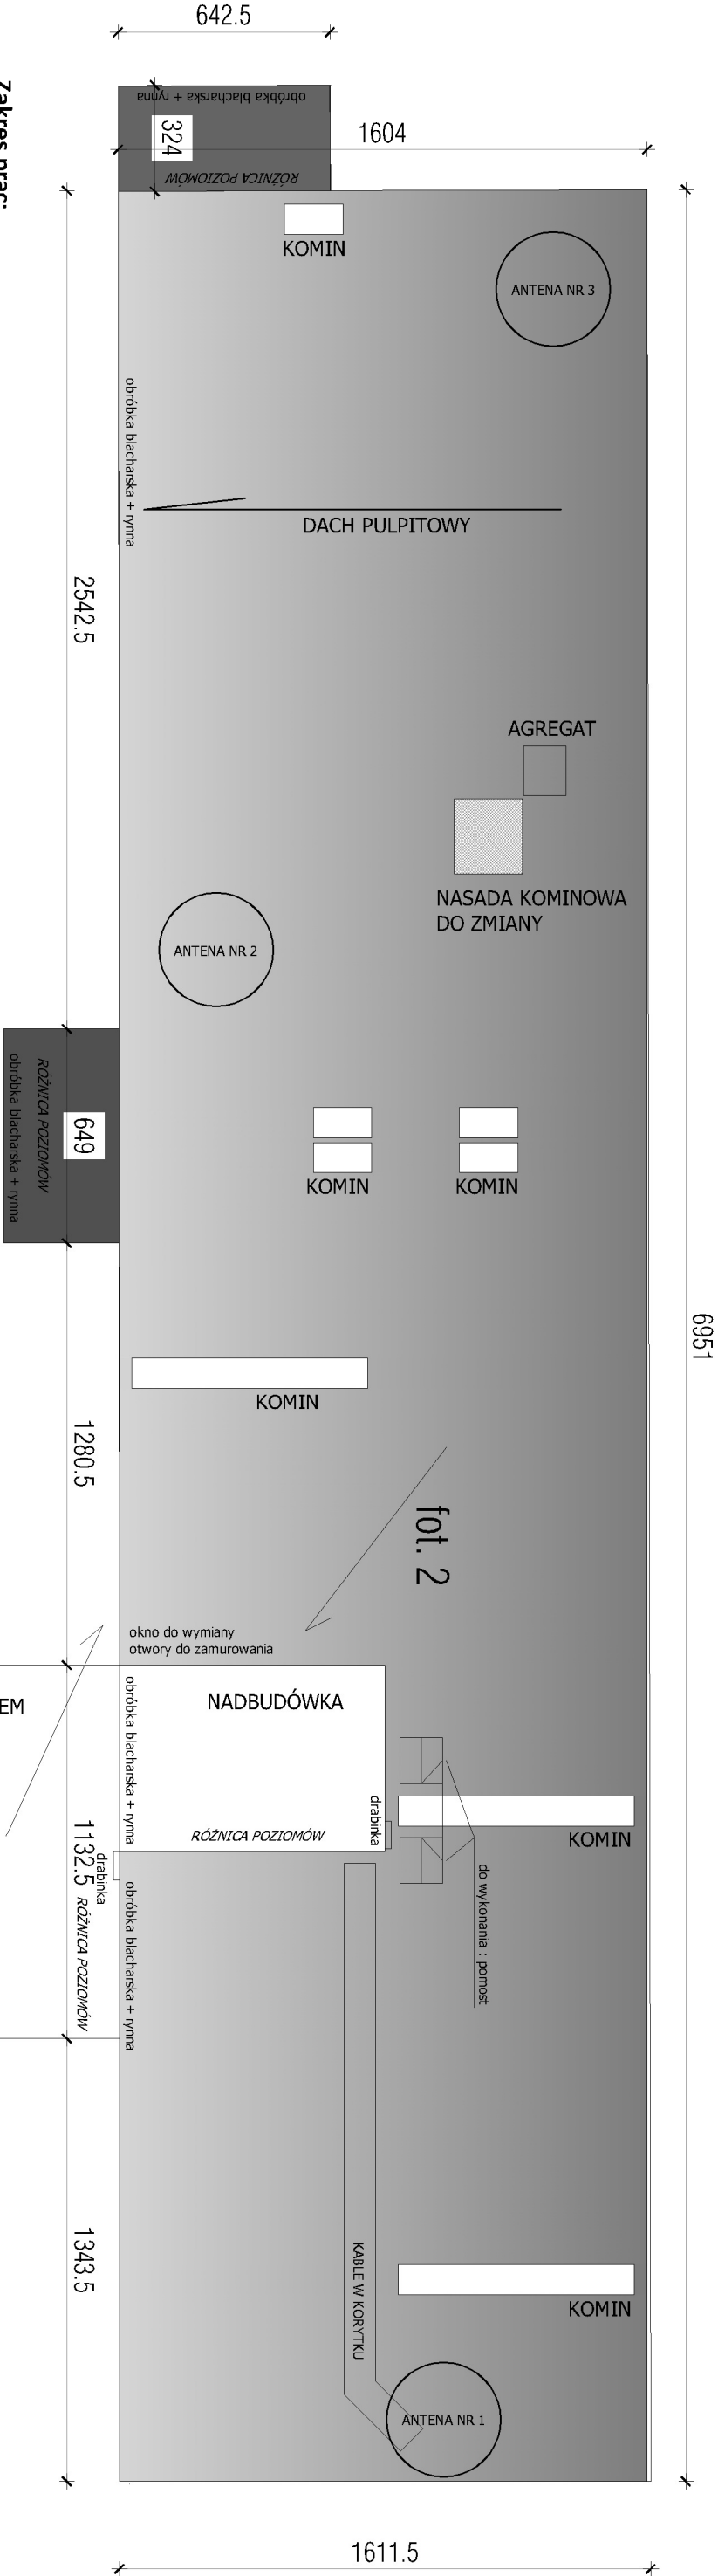 642.5
obróbka blacharska + rynna
324
1604
RÓŻNICA POZIOMÓW
Zakres prac:
KOMIN
ANTENA NR 3
obróbka blacharska + rynna
DACH PULPITOWY
2542.5
AGREGAT
NASADA KOMINOWA
DO ZMIANY
ANTENA NR 2
RÓŻNICA POZIOMÓW
obróbka blacharska + rynna
649
KOMIN
KOMIN
6951
KOMIN
1280.5
fot. 2
okno do wymiany
otwory do zamurowania
EM
obróbka blacharska + rynna
NADBUDÓWKA
drabinka
RÓŻNICA POZIOMÓW
KOMIN
1132.5
drabinka
RÓŻNICA POZIOMÓW
obróbka blacharska + rynna
do wykonania : pomost
1343.5
KABLE W KORYTKU
KOMIN
ANTENA NR 1
1611.5